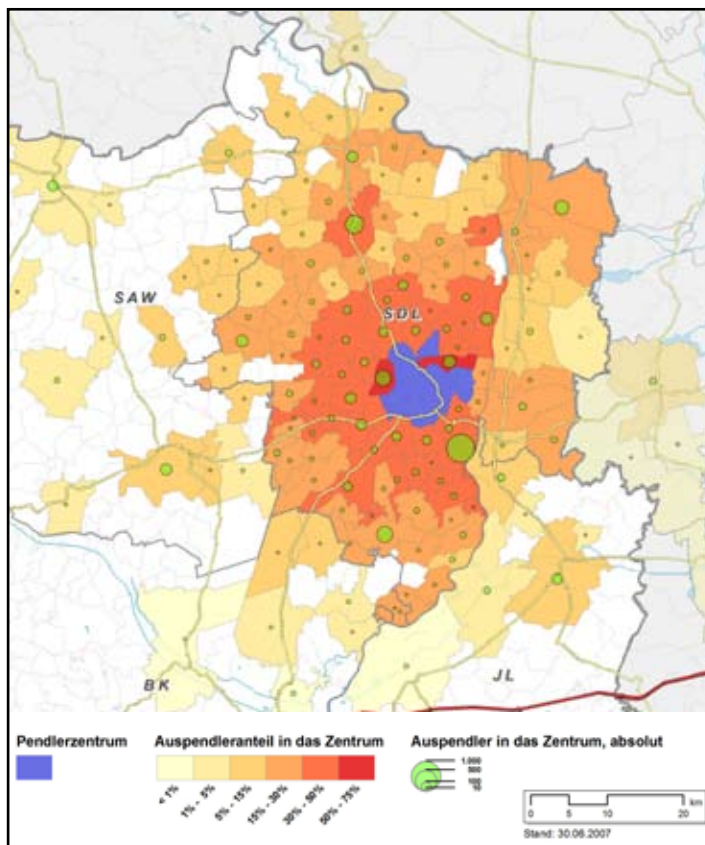 SAW
SDL
BK
JL
Pendlerzentrum
Auspendleranteil in das Zentrum
< 1%
1% - 5%
5% - 15%
15% - 30%
30% - 50%
50% - 75%
Auspendler in das Zentrum, absolut
1.000
500
100
km
0 5 10 20
Stand: 30.06.2007